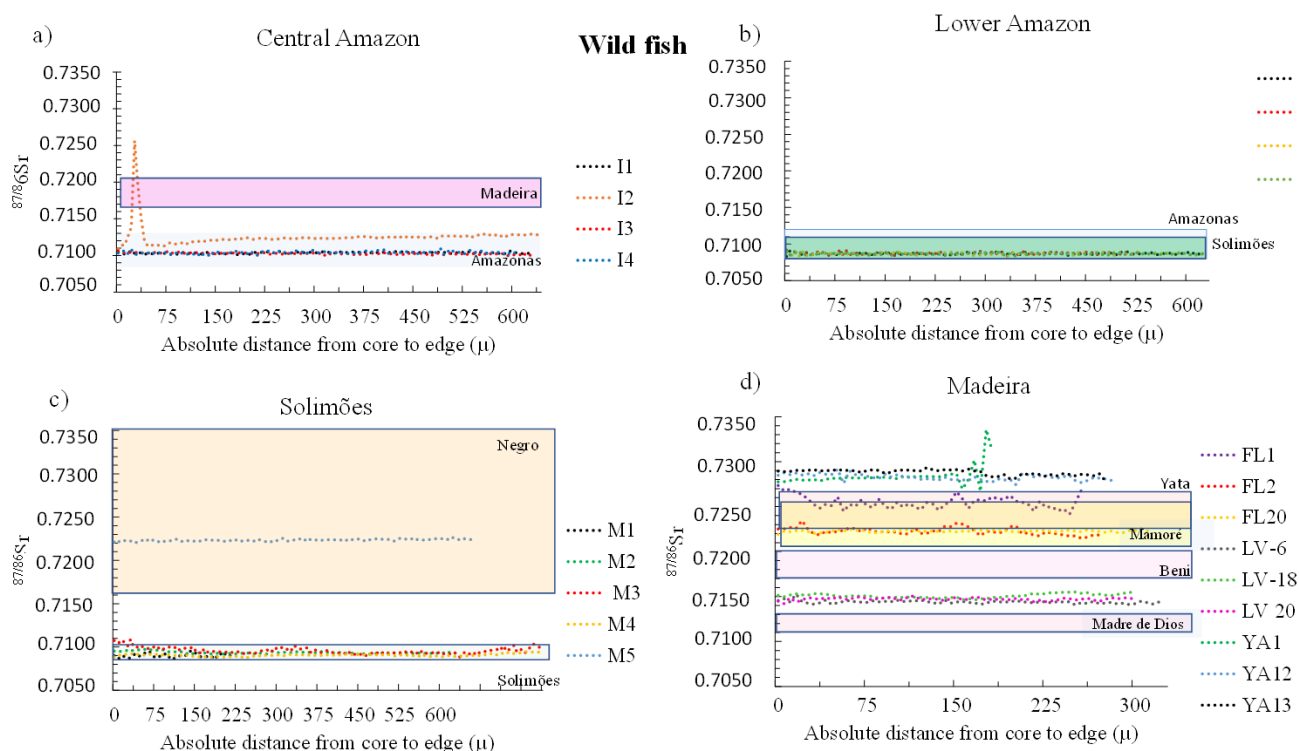 a)
Central Amazon
Wild fish
b)
Lower Amazon
0.7350
0.7300
0.7250
0.7200
0.7150
0.7100
0.7050
87/86Sr
Madeira
Amazonas
I1
I2
I3
I4
0 75 150 225 300 375 450 525 600
Absolute distance from core to edge (μ)
0.7350
0.7300
0.7250
0.7200
0.7150
0.7100
0.7050
Amazonas
Solimões
0 75 150 225 300 375 450 525 600
Absolute distance from core to edge (μ)
c)
Solimões
0.7350
0.7300
0.7250
0.7200
0.7150
0.7100
0.7050
87/86Sr
Negro
Solimões
M1
M2
M3
M4
M5
0 75 150 225 300 375 450 525 600
Absolute distance from core to edge (μ)
d)
Madeira
0.7350
0.7300
0.7250
0.7200
0.7150
0.7100
0.7050
87/86Sr
Yata
Mamoré
Beni
Madre de Dios
FL1
FL2
FL20
LV-6
LV-18
LV 20
YA1
YA12
YA13
0 75 150 225 300
Absolute distance from core to edge (μ)